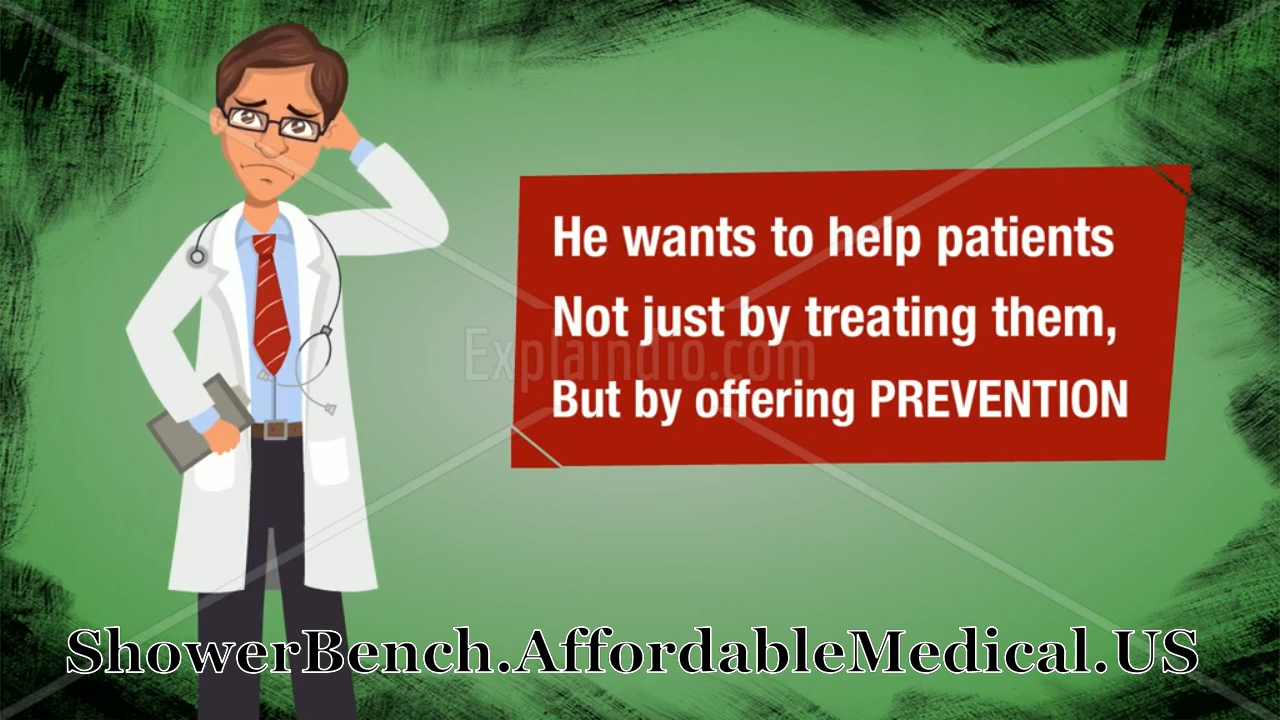 He wants to help patients
Not just by treating them,
Explaindio.com
But by offering PREVENTION
ShowerBench.AffordableMedical.US